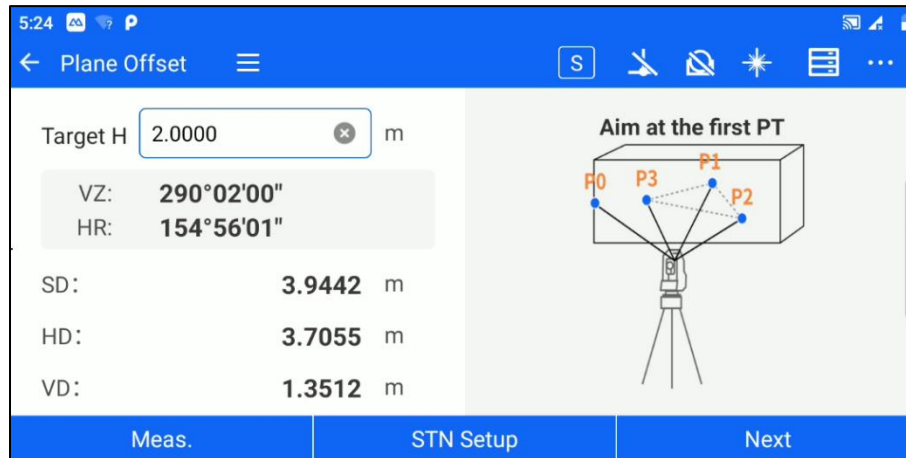 5:24
Plane Offset
S
Target H 2.0000 m
VZ: 290°02'00"
HR: 154°56'01"
SD: 3.9442 m
HD: 3.7055 m
VD: 1.3512 m
Aim at the first PT
P0 P3 P1 P2
Meas. STN Setup Next